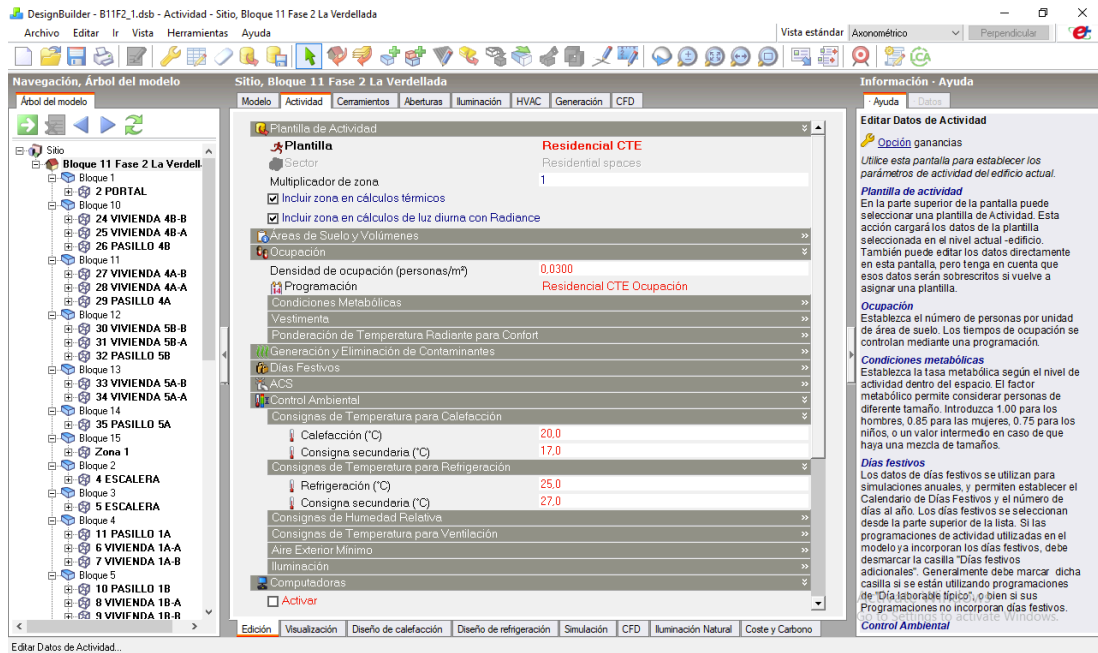 DesignBuilder - B11F2_1.dsb - Actividad - Sitio, Bloque 11 Fase 2 La Verdellada
Archivo Editar Ir Vista Herramientas Ayuda
Vista estándar Axonométrico Perpendicular
Navegación, Árbol del modelo
Árbol del modelo
Sitio
Bloque 11 Fase 2 La Verdell
Bloque 1
2 PORTAL
Bloque 10
24 VIVIENDA 4B-B
25 VIVIENDA 4B-A
26 PASILLO 4B
Bloque 11
27 VIVIENDA 4A-B
28 VIVIENDA 4A-A
29 PASILLO 4A
Bloque 12
30 VIVIENDA 5B-B
31 VIVIENDA 5B-A
32 PASILLO 5B
Bloque 13
33 VIVIENDA 5A-B
34 VIVIENDA 5A-A
Bloque 14
35 PASILLO 5A
Bloque 15
Zona 1
Bloque 2
4 ESCALERA
Bloque 3
5 ESCALERA
Bloque 4
11 PASILLO 1A
6 VIVIENDA 1A-A
7 VIVIENDA 1A-B
Bloque 5
10 PASILLO 1B
8 VIVIENDA 1B-A
9 VIVIENDA 1B-B
Sitio, Bloque 11 Fase 2 La Verdellada
Modelo Actividad Cerramientos Aberturas Iluminación HVAC Generación CFD
Plantilla de Actividad
Plantilla Residencial CTE
Sector Residential spaces
Multiplicador de zona 1
Incluir zona en cálculos térmicos
Incluir zona en cálculos de luz diurna con Radiance
Áreas de Suelo y Volúmenes
Ocupación
Densidad de ocupación (personas/m²) 0,0300
Programación Residencial CTE Ocupación
Condiciones Metabólicas
Vestimenta
Ponderación de Temperatura Radiante para Confort
Generación y Eliminación de Contaminantes
Días Festivos
ACS
Control Ambiental
Consignas de Temperatura para Calefacción
Calefacción (°C) 20,0
Consigna secundaria (°C) 17,0
Consignas de Temperatura para Refrigeración
Refrigeración (°C) 25,0
Consigna secundaria (°C) 27,0
Consignas de Humedad Relativa
Consignas de Temperatura para Ventilación
Aire Exterior Mínimo
Iluminación
Computadoras
Activar
Edición Visualización Diseño de calefacción Diseño de refrigeración Simulación CFD Iluminación Natural Coste y Carbono
Información - Ayuda
Ayuda Datos
Editar Datos de Actividad
Opción ganancias
Utilice esta pantalla para establecer los
parámetros de actividad del edificio actual.
Plantilla de actividad
En la parte superior de la pantalla puede
seleccionar una plantilla de Actividad. Esta
acción cargará los datos de la plantilla
seleccionada en el nivel actual -edificio.
También puede editar los datos directamente
en esta pantalla, pero tenga en cuenta que
esos datos serán sobrescritos si vuelve a
asignar una plantilla.
Ocupación
Establezca el número de personas por unidad
de área de suelo. Los tiempos de ocupación se
controlan mediante una programación.
Condiciones metabólicas
Establezca la tasa metabólica según el nivel de
actividad dentro del espacio. El factor
metabólico permite considerar personas de
diferente tamaño. Introduzca 1.00 para los
hombres, 0.85 para las mujeres, 0.75 para los
niños, o un valor intermedio en caso de que
haya una mezcla de tamaños.
Días festivos
Los datos de días festivos se utilizan para
simulaciones anuales, y permiten establecer el
Calendario de Días Festivos y el número de
días al año. Los días festivos se seleccionan
desde la parte superior de la lista. Si las
programaciones de actividad utilizadas en el
modelo ya incorporan los días festivos, debe
desmarcar la casilla "Días festivos
adicionales". Generalmente debe marcar dicha
casilla si se están utilizando programaciones
de "Día laborable típico", o bien si sus
Programaciones no incorporan días festivos.
Control Ambiental
Activate Windows
Go to Settings to activate Windows.
Editar Datos de Actividad...